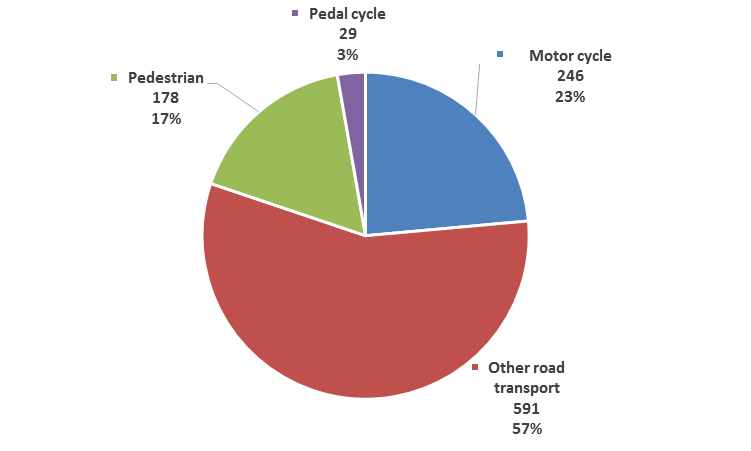 Pedal cycle
29
3%
Motor cycle
246
23%
Pedestrian
178
17%
Other road
transport
591
57%